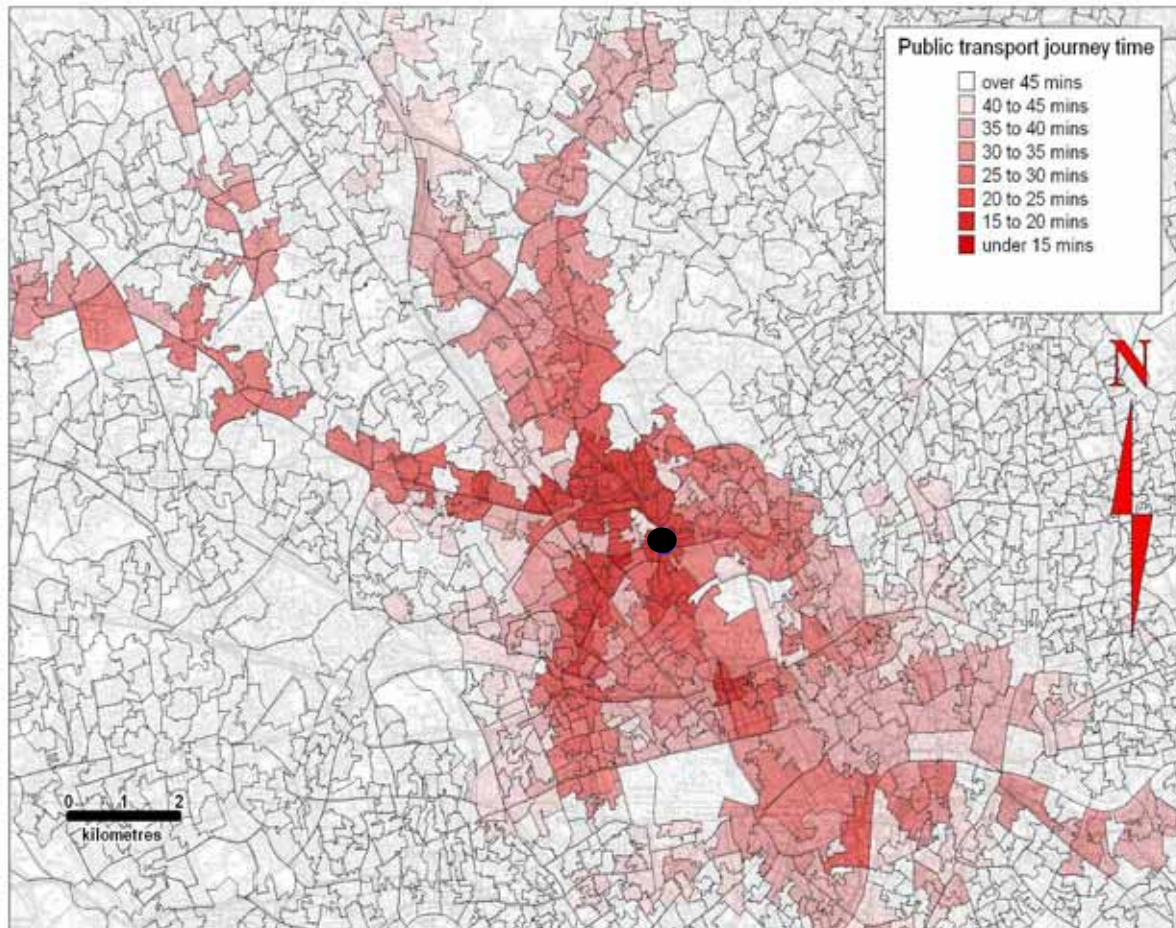 Public transport journey time
over 45 mins
40 to 45 mins
35 to 40 mins
30 to 35 mins
25 to 30 mins
20 to 25 mins
15 to 20 mins
under 15 mins
N
0 1 2
kilometres